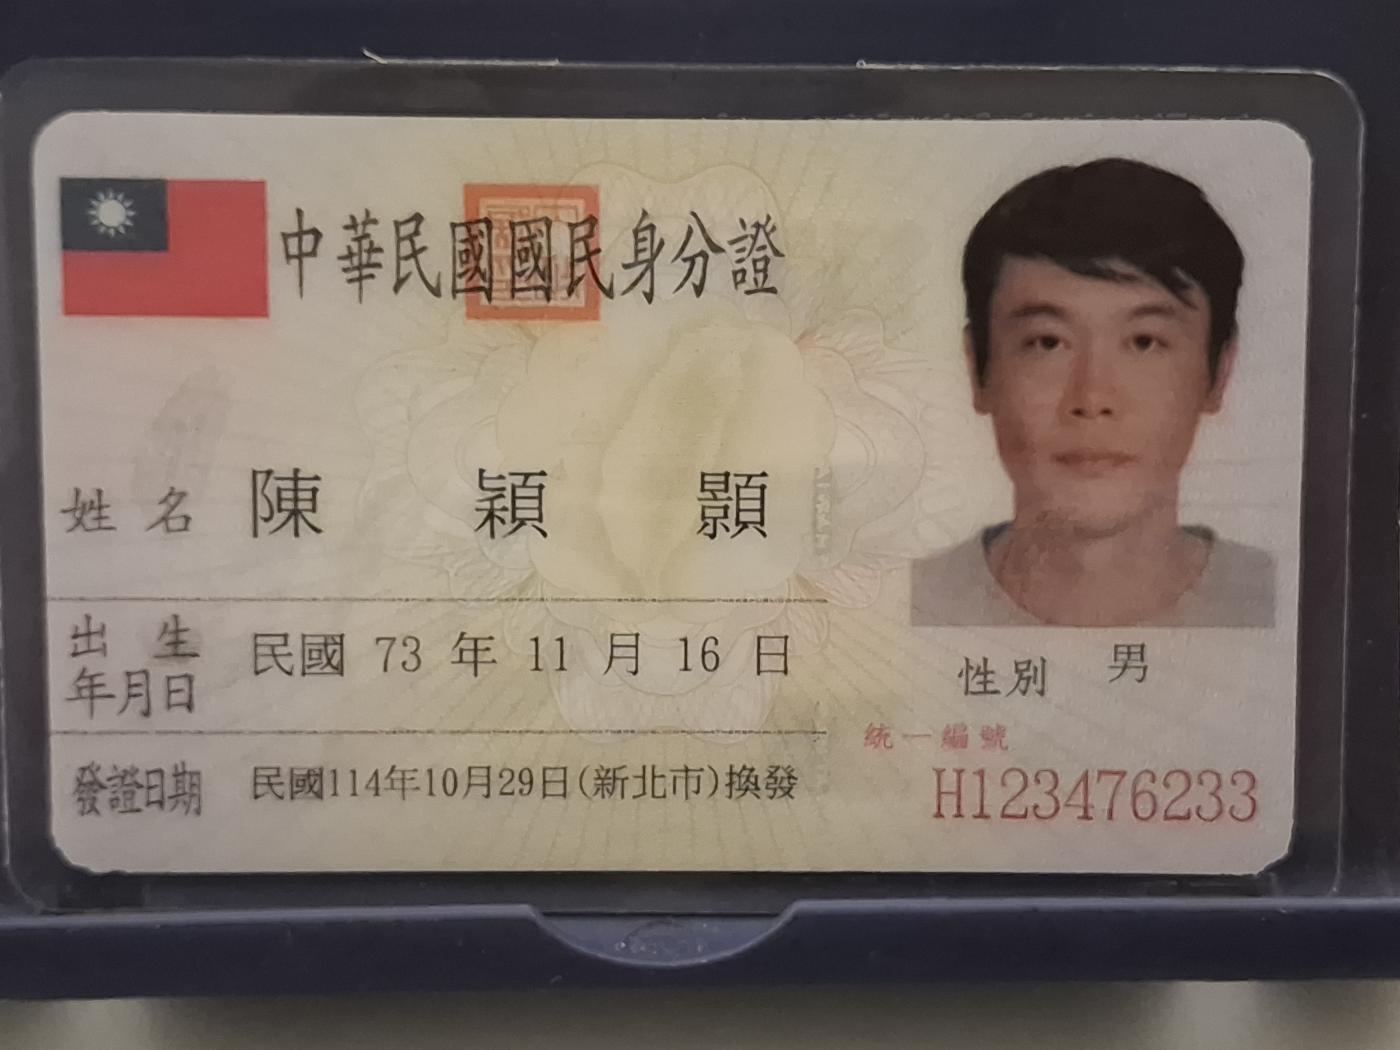 中華民國國民身分證
姓名 陳穎顥
出生年月日 民國 73 年 11 月 16 日
發證日期 民國114年10月29日(新北市)換發
性別 男
統一編號
H123476233